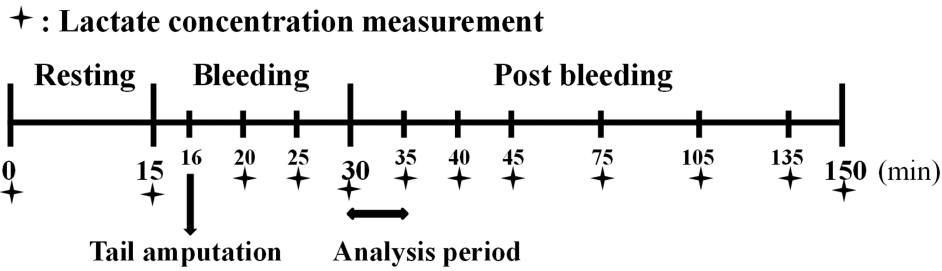 ✦ : Lactate concentration measurement
Resting Bleeding Post bleeding
0 15 16 20 25 30 35 40 45 75 105 135 150 (min)
Tail amputation Analysis period